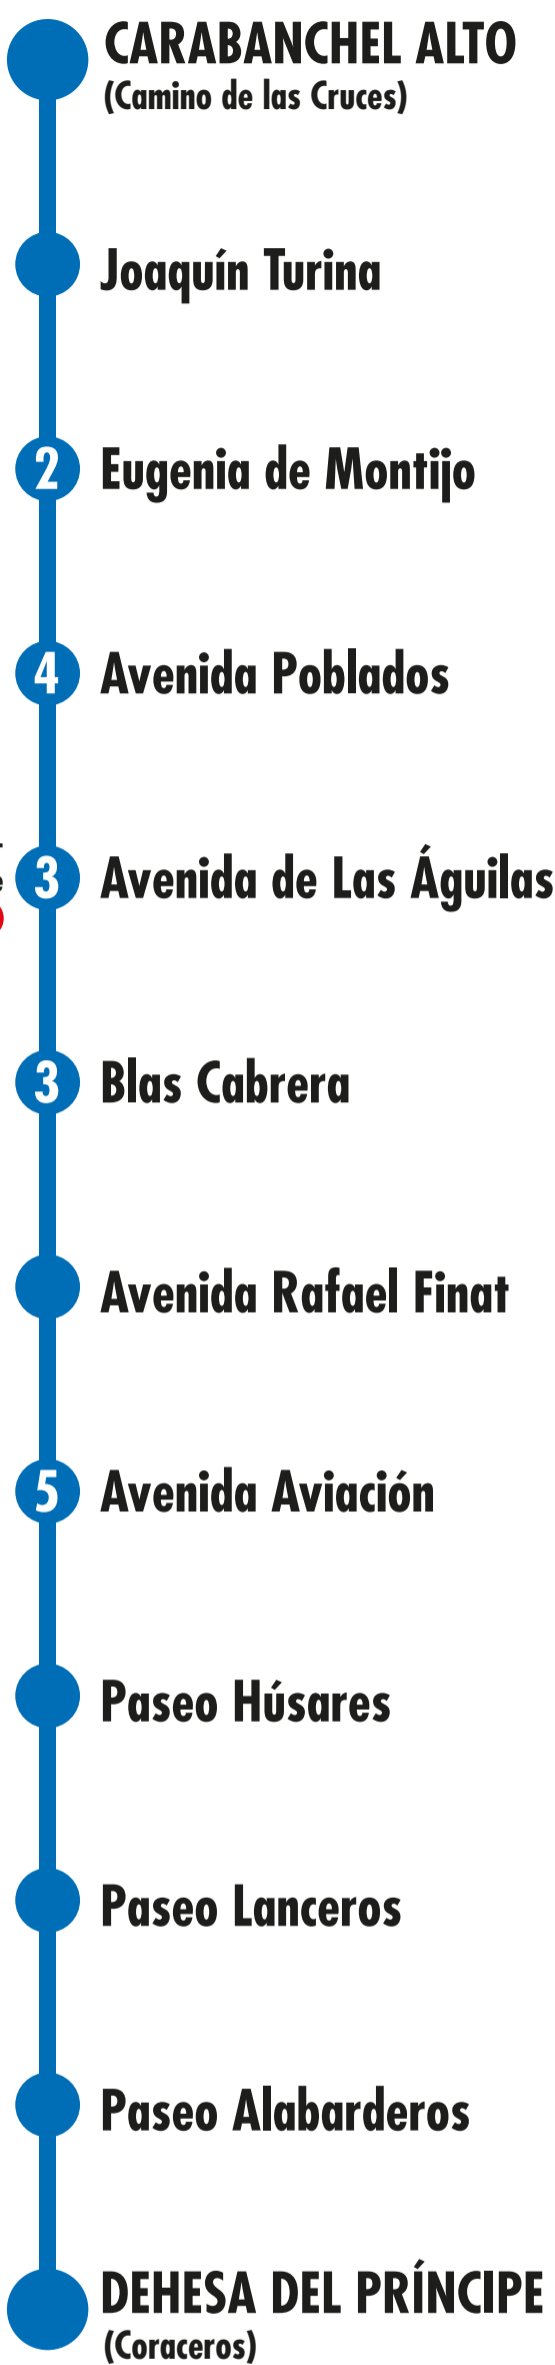 CARABANCHEL ALTO
(Camino de las Cruces)
Joaquín Turina
2 Eugenia de Montijo
4 Avenida Poblados
3 Avenida de Las Águilas
3 Blas Cabrera
Avenida Rafael Finat
5 Avenida Aviación
Paseo Húsares
Paseo Lanceros
Paseo Alabarderos
DEHESA DEL PRÍNCIPE
(Coraceros)